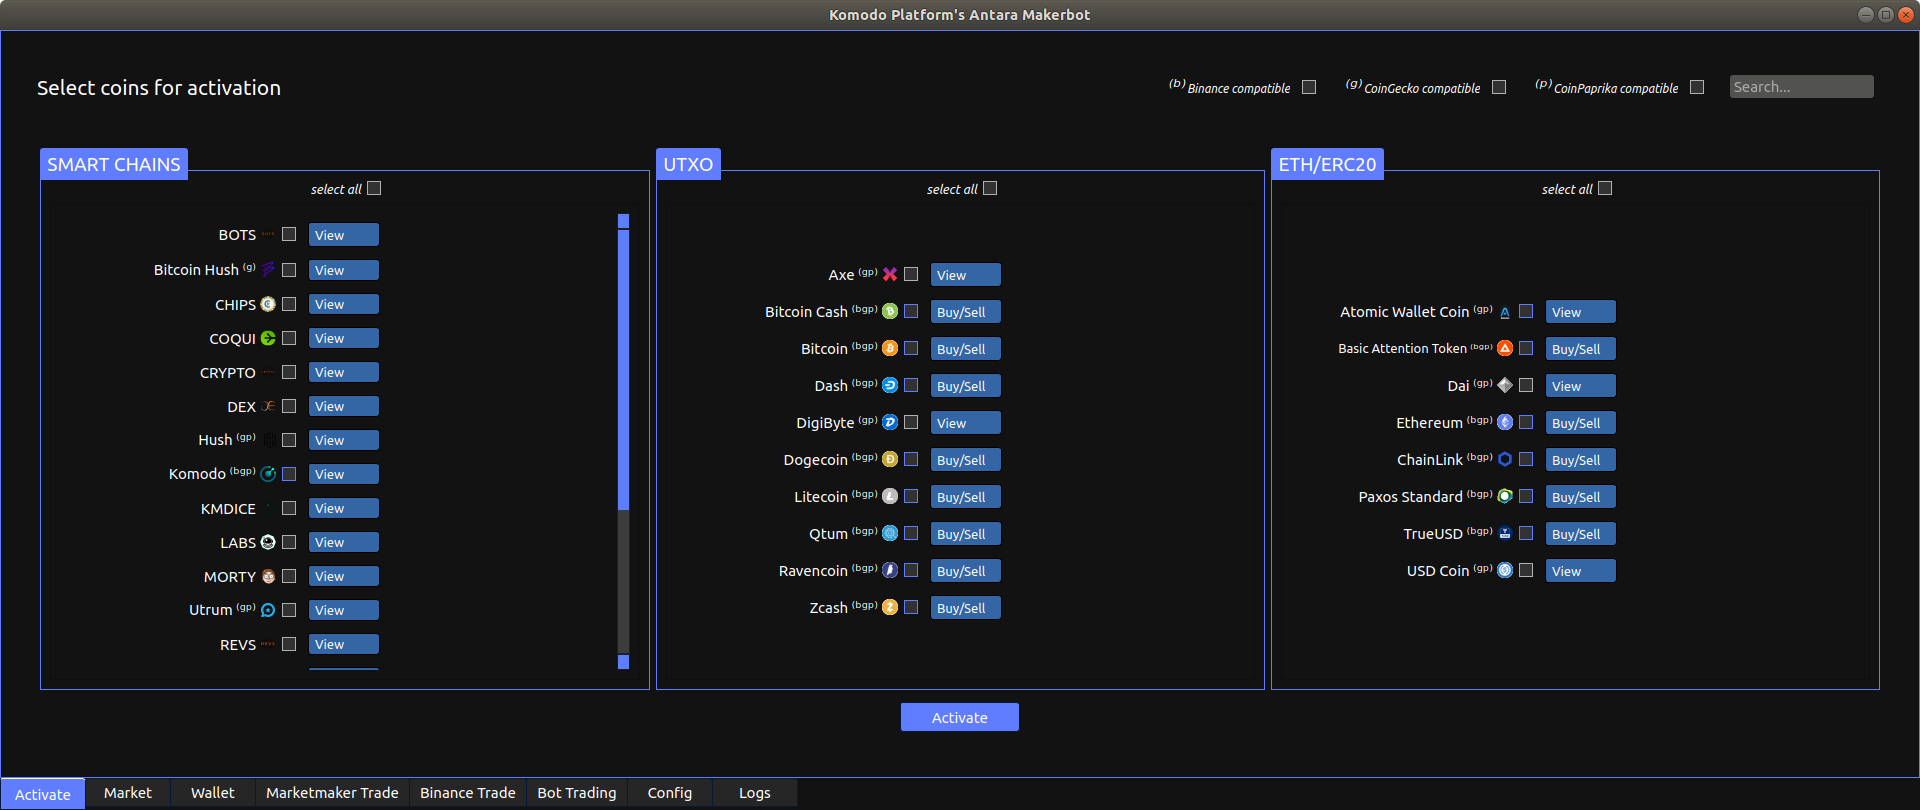 Komodo Platform's Antara Makerbot
Select coins for activation
(b) Binance compatible
(g) CoinGecko compatible
(p) CoinPaprika compatible
Search...
SMART CHAINS
select all
BOTS View
Bitcoin Hush (g) View
CHIPS View
COQUI View
CRYPTO View
DEX View
Hush (gp) View
Komodo (bgp) View
KMDICE View
LABS View
MORTY View
Utrum (gp) View
REVS View
UTXO
select all
Axe (gp) View
Bitcoin Cash (bgp) Buy/Sell
Bitcoin (bgp) Buy/Sell
Dash (bgp) Buy/Sell
DigiByte (gp) View
Dogecoin (bgp) Buy/Sell
Litecoin (bgp) Buy/Sell
Qtum (bgp) Buy/Sell
Ravencoin (bgp) Buy/Sell
Zcash (bgp) Buy/Sell
ETH/ERC20
select all
Atomic Wallet Coin (gp) View
Basic Attention Token (bgp) Buy/Sell
Dai (gp) View
Ethereum (bgp) Buy/Sell
ChainLink (bgp) Buy/Sell
Paxos Standard (bgp) Buy/Sell
TrueUSD (bgp) Buy/Sell
USD Coin (gp) View
Activate
Activate
Market
Wallet
Marketmaker Trade
Binance Trade
Bot Trading
Config
Logs